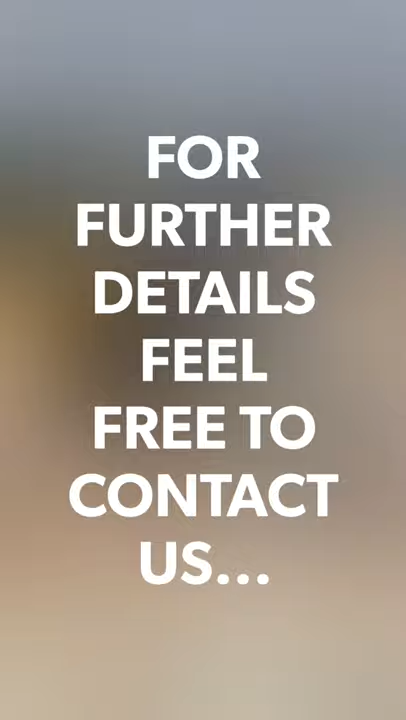 FOR
FURTHER
DETAILS
FEEL
FREE TO
CONTACT
US...